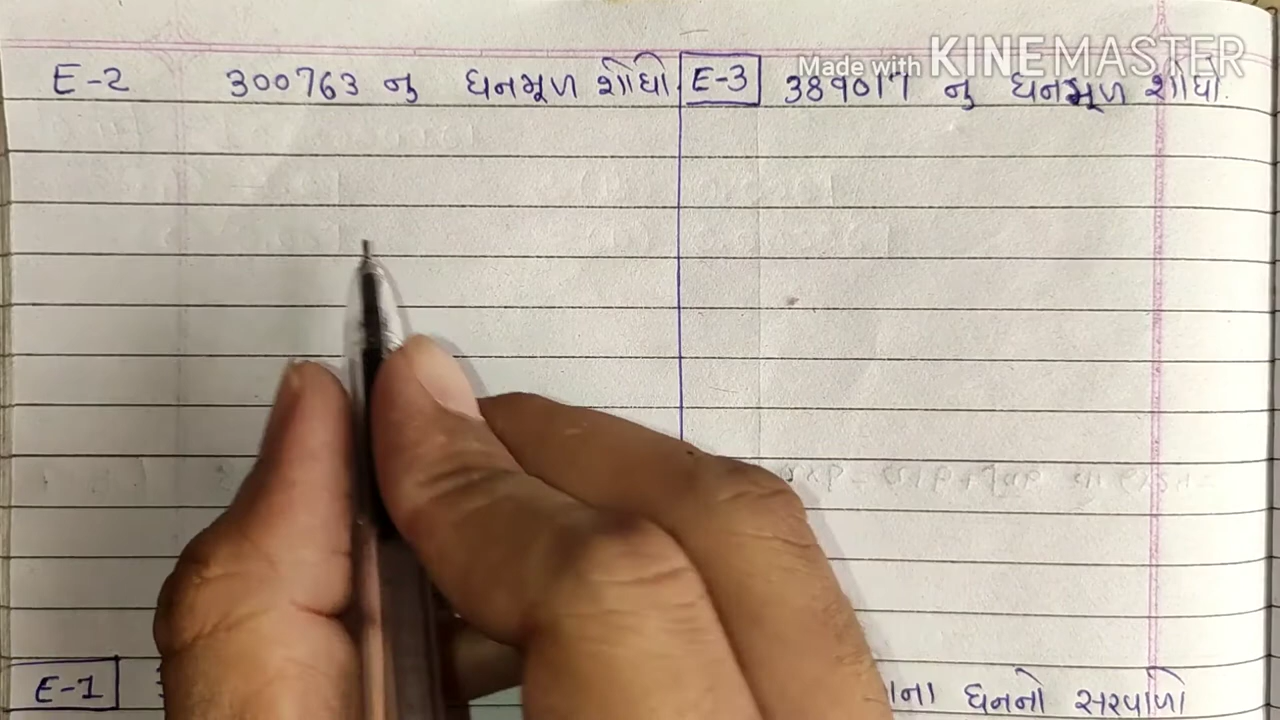 Made with KINEMASTER
E-2 300763 નુ ઘનમૂળ શોધો
E-3 389017 નુ ઘનમૂળ શોધો.
E-1
ના ઘનનો સરવાળો